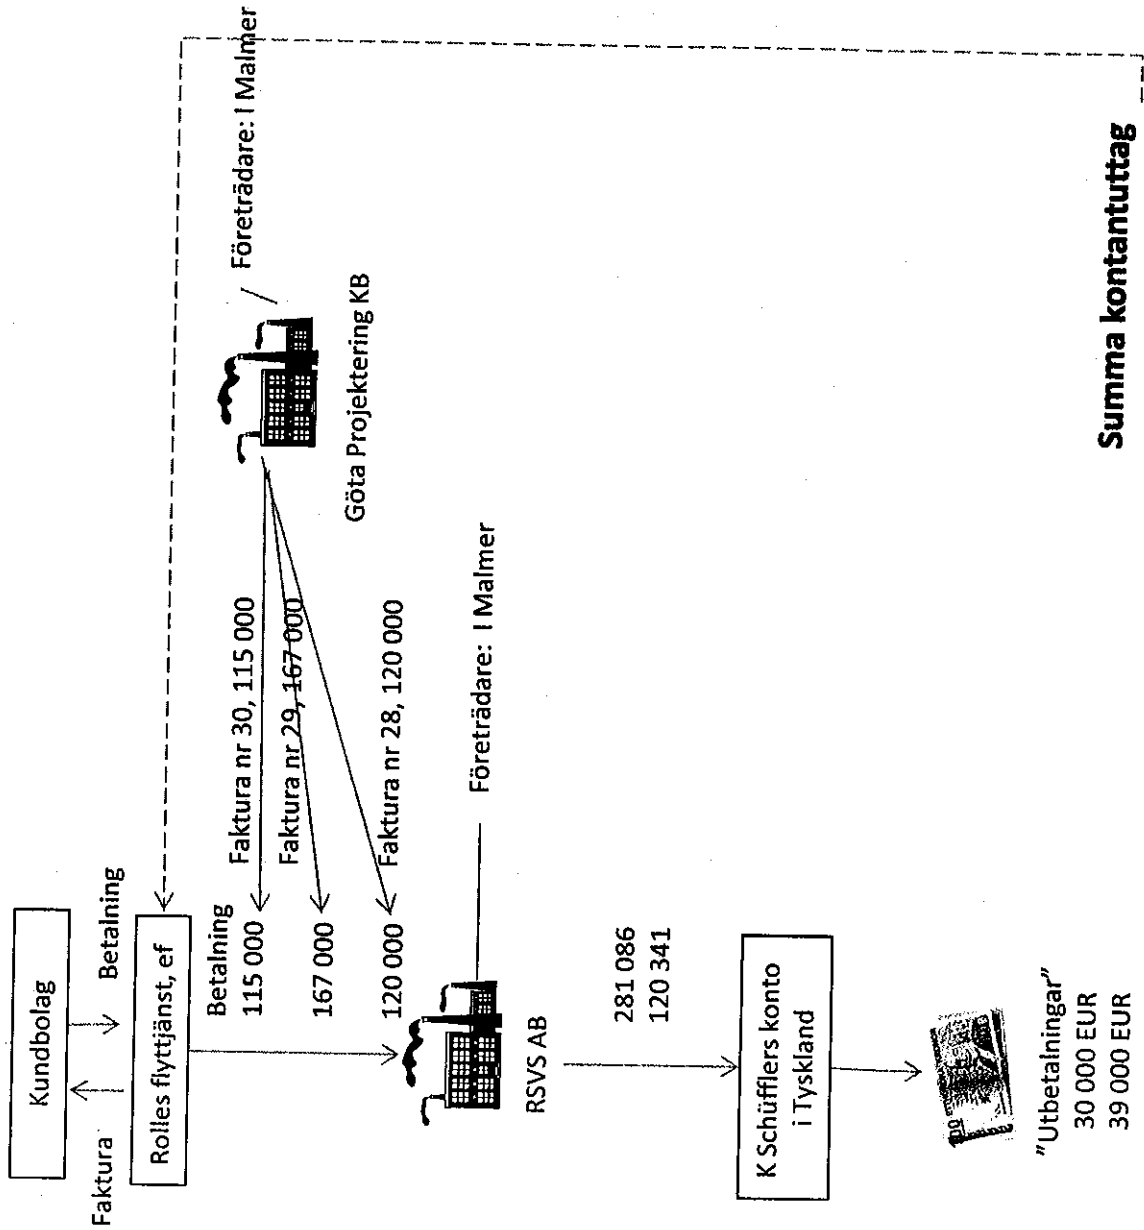 Kundbolag
Faktura
Betalning
Rolles flyttjänst, ef
Betalning
115 000
167 000
120 000
Faktura nr 30, 115 000
Faktura nr 29, 167 000
Faktura nr 28, 120 000
Företrädare: I Malmer
Göta Projektering KB
Företrädare: I Malmer
RSVS AB
281 086
120 341
K Schüfflers konto
i Tyskland
100
"Utbetalningar"
30 000 EUR
39 000 EUR
Summa kontantuttag